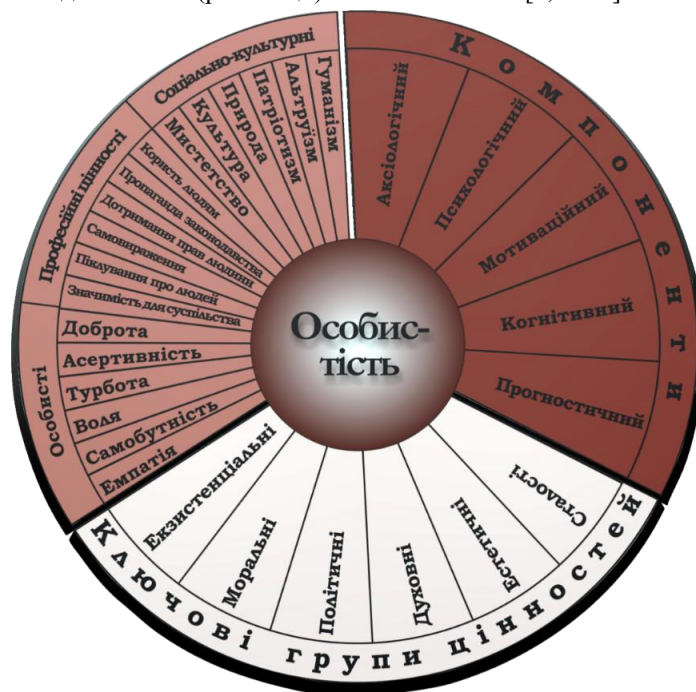 Особис-
тість
Компоненти
Аксіологічний
Психологічний
Мотиваційний
Когнітивний
Прогностичний
Ключові групи цінностей
Сталості
Естетичні
Духовні
Політичні
Моральні
Екзистенціальні
Особисті
Емпатія
Самобутність
Воля
Турбота
Асертивність
Доброта
Професійні цінності
Значимість для суспільства
Піклування про людей
Самовираження
Дотримання прав людини
Пропаганда законодавства
Користь людям
Соціально-культурні
Мистетство
Культура
Природа
Патріотизм
Альтруїзм
Гуманізм